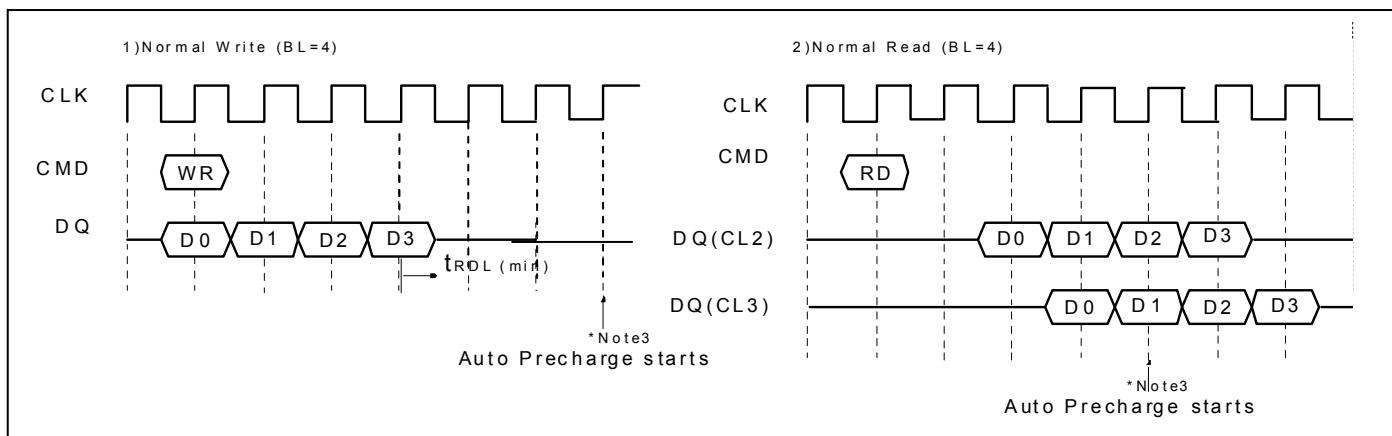 1)Normal Write (BL=4)
CLK
CMD
WR
DQ
D0 D1 D2 D3
tRDL (min)
*Note3
Auto Precharge starts
2)Normal Read (BL=4)
CLK
CMD
RD
DQ(CL2)
D0 D1 D2 D3
DQ(CL3)
D0 D1 D2 D3
*Note3
Auto Precharge starts